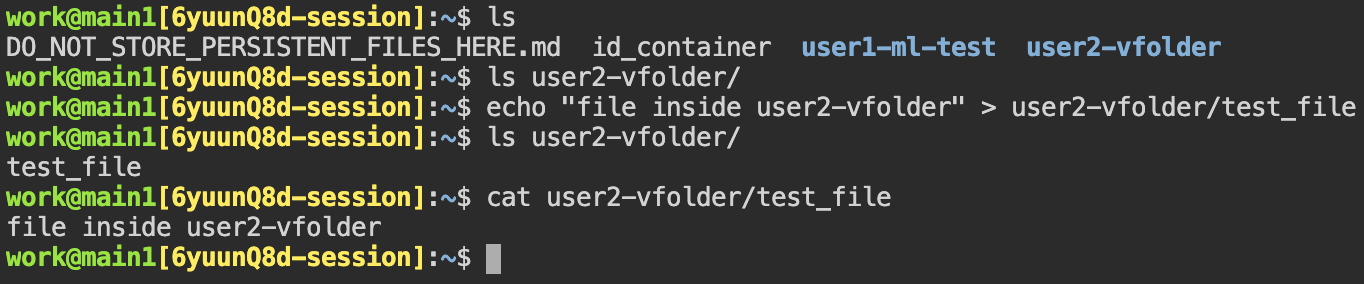 work@main1[6yuunQ8d-session]:~$ ls
DO_NOT_STORE_PERSISTENT_FILES_HERE.md  id_container  user1-ml-test  user2-vfolder
work@main1[6yuunQ8d-session]:~$ ls user2-vfolder/
work@main1[6yuunQ8d-session]:~$ echo "file inside user2-vfolder" > user2-vfolder/test_file
work@main1[6yuunQ8d-session]:~$ ls user2-vfolder/
test_file
work@main1[6yuunQ8d-session]:~$ cat user2-vfolder/test_file
file inside user2-vfolder
work@main1[6yuunQ8d-session]:~$